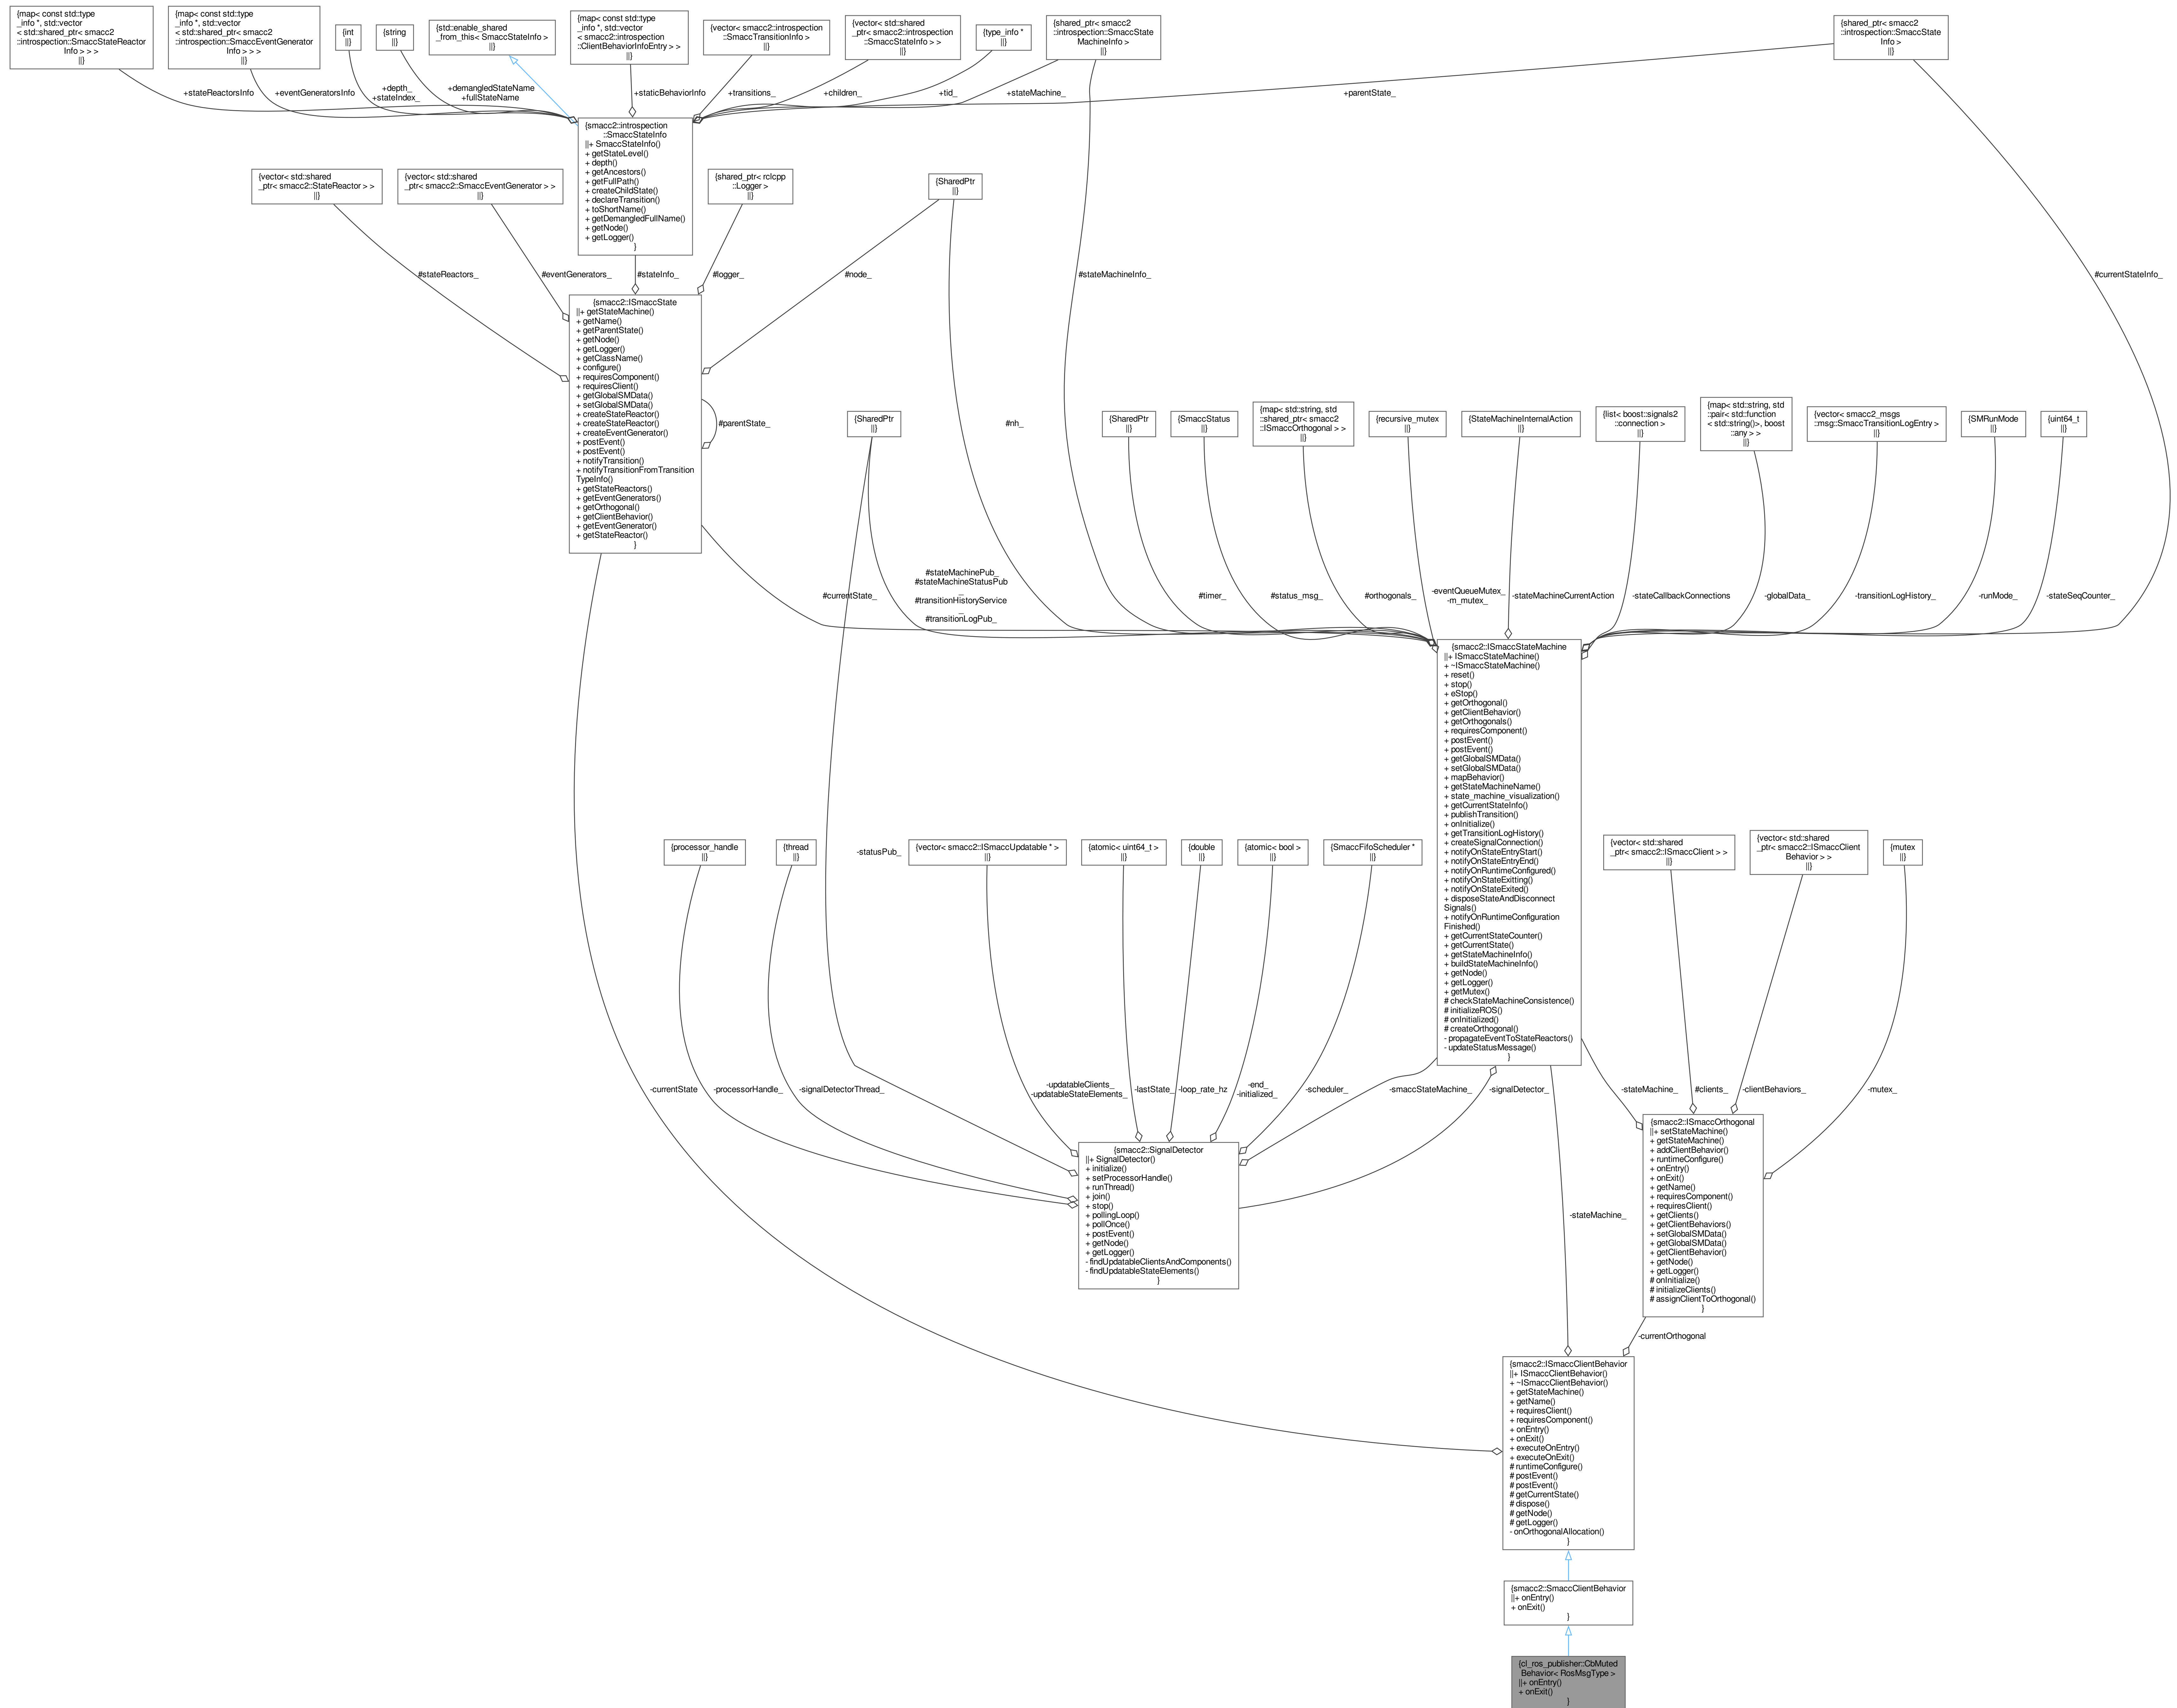 {map< const std::type
_info *, std::vector
< std::shared_ptr< smacc2
::introspection::SmaccStateReactor
Info > > >
||}
{map< const std::type
_info *, std::vector
< std::shared_ptr< smacc2
::introspection::SmaccEventGenerator
Info > > >
||}
{int
||}
{string
||}
{std::enable_shared
_from_this< SmaccStateInfo >
||}
{map< const std::type
_info *, std::vector
< smacc2::introspection
::ClientBehaviorInfoEntry > >
||}
{vector< smacc2::introspection
::SmaccTransitionInfo >
||}
{vector< std::shared
_ptr< smacc2::introspection
::SmaccStateInfo > >
||}
{type_info *
||}
{shared_ptr< smacc2
::introspection::SmaccState
MachineInfo >
||}
{shared_ptr< smacc2
::introspection::SmaccState
Info >
||}
+stateReactorsInfo
+eventGeneratorsInfo
+depth_
+stateIndex_
+demangledStateName
+fullStateName
+staticBehaviorInfo
+transitions_
+children_
+tid_
+stateMachine_
+parentState_
{smacc2::introspection
::SmaccStateInfo
||+ SmaccStateInfo()
+ getStateLevel()
+ depth()
+ getAncestors()
+ getFullPath()
+ createChildState()
+ declareTransition()
+ toShortName()
+ getDemangledFullName()
+ getNode()
+ getLogger()
}
{vector< std::shared
_ptr< smacc2::StateReactor > >
||}
{vector< std::shared
_ptr< smacc2::SmaccEventGenerator > >
||}
{shared_ptr< rclcpp
::Logger >
||}
{SharedPtr
||}
#stateReactors_
#eventGenerators_
#stateInfo_
#logger_
#node_
#stateMachineInfo_
#currentStateInfo_
{smacc2::ISmaccState
||+ getStateMachine()
+ getName()
+ getParentState()
+ getNode()
+ getLogger()
+ getClassName()
+ configure()
+ requiresComponent()
+ requiresClient()
+ getGlobalSMData()
+ setGlobalSMData()
+ createStateReactor()
+ createStateReactor()
+ createEventGenerator()
+ postEvent()
+ postEvent()
+ notifyTransition()
+ notifyTransitionFromTransition
TypeInfo()
+ getStateReactors()
+ getEventGenerators()
+ getOrthogonal()
+ getClientBehavior()
+ getEventGenerator()
+ getStateReactor()
}
#parentState_
{SharedPtr
||}
#nh_
{SharedPtr
||}
{SmaccStatus
||}
{map< std::string, std
::shared_ptr< smacc2
::ISmaccOrthogonal > >
||}
{recursive_mutex
||}
{StateMachineInternalAction
||}
{list< boost::signals2
::connection >
||}
{map< std::string, std
::pair< std::function
< std::string()>, boost
::any > >
||}
{vector< smacc2_msgs
::msg::SmaccTransitionLogEntry >
||}
{SMRunMode
||}
{uint64_t
||}
#currentState_
#stateMachinePub_
#stateMachineStatusPub
_
#transitionHistoryService
_
#transitionLogPub_
#timer_
#status_msg_
#orthogonals_
-eventQueueMutex_
-m_mutex_
-stateMachineCurrentAction
-stateCallbackConnections
-globalData_
-transitionLogHistory_
-runMode_
-stateSeqCounter_
{smacc2::ISmaccStateMachine
||+ ISmaccStateMachine()
+ ~ISmaccStateMachine()
+ reset()
+ stop()
+ eStop()
+ getOrthogonal()
+ getClientBehavior()
+ getOrthogonals()
+ requiresComponent()
+ postEvent()
+ postEvent()
+ getGlobalSMData()
+ setGlobalSMData()
+ mapBehavior()
+ getStateMachineName()
+ state_machine_visualization()
+ getCurrentStateInfo()
+ publishTransition()
+ onInitialize()
+ getTransitionLogHistory()
+ createSignalConnection()
+ notifyOnStateEntryStart()
+ notifyOnStateEntryEnd()
+ notifyOnRuntimeConfigured()
+ notifyOnStateExitting()
+ notifyOnStateExited()
+ disposeStateAndDisconnect
Signals()
+ notifyOnRuntimeConfiguration
Finished()
+ getCurrentStateCounter()
+ getCurrentState()
+ getStateMachineInfo()
+ buildStateMachineInfo()
+ getNode()
+ getLogger()
+ getMutex()
# checkStateMachineConsistence()
# initializeROS()
# onInitialized()
# createOrthogonal()
- propagateEventToStateReactors()
- updateStatusMessage()
}
{processor_handle
||}
{thread
||}
-statusPub_
{vector< smacc2::ISmaccUpdatable * >
||}
{atomic< uint64_t >
||}
{double
||}
{atomic< bool >
||}
{SmaccFifoScheduler *
||}
{vector< std::shared
_ptr< smacc2::ISmaccClient > >
||}
{vector< std::shared
_ptr< smacc2::ISmaccClient
Behavior > >
||}
{mutex
||}
-currentState
-processorHandle_
-signalDetectorThread_
-updatableClients_
-updatableStateElements_
-lastState_
-loop_rate_hz
-end_
-initialized_
-scheduler_
-smaccStateMachine_
-signalDetector_
-stateMachine_
#clients_
-clientBehaviors_
-mutex_
{smacc2::SignalDetector
||+ SignalDetector()
+ initialize()
+ setProcessorHandle()
+ runThread()
+ join()
+ stop()
+ pollingLoop()
+ pollOnce()
+ postEvent()
+ getNode()
+ getLogger()
- findUpdatableClientsAndComponents()
- findUpdatableStateElements()
}
-stateMachine_
{smacc2::ISmaccOrthogonal
||+ setStateMachine()
+ getStateMachine()
+ addClientBehavior()
+ runtimeConfigure()
+ onEntry()
+ onExit()
+ getName()
+ requiresComponent()
+ requiresClient()
+ getClients()
+ getClientBehaviors()
+ setGlobalSMData()
+ getGlobalSMData()
+ getClientBehavior()
+ getNode()
+ getLogger()
# onInitialize()
# initializeClients()
# assignClientToOrthogonal()
}
-currentOrthogonal
{smacc2::ISmaccClientBehavior
||+ ISmaccClientBehavior()
+ ~ISmaccClientBehavior()
+ getStateMachine()
+ getName()
+ requiresClient()
+ requiresComponent()
+ onEntry()
+ onExit()
+ executeOnEntry()
+ executeOnExit()
# runtimeConfigure()
# postEvent()
# postEvent()
# getCurrentState()
# dispose()
# getNode()
# getLogger()
- onOrthogonalAllocation()
}
{smacc2::SmaccClientBehavior
||+ onEntry()
+ onExit()
}
{cl_ros_publisher::CbMuted
Behavior< RosMsgType >
||+ onEntry()
+ onExit()
}